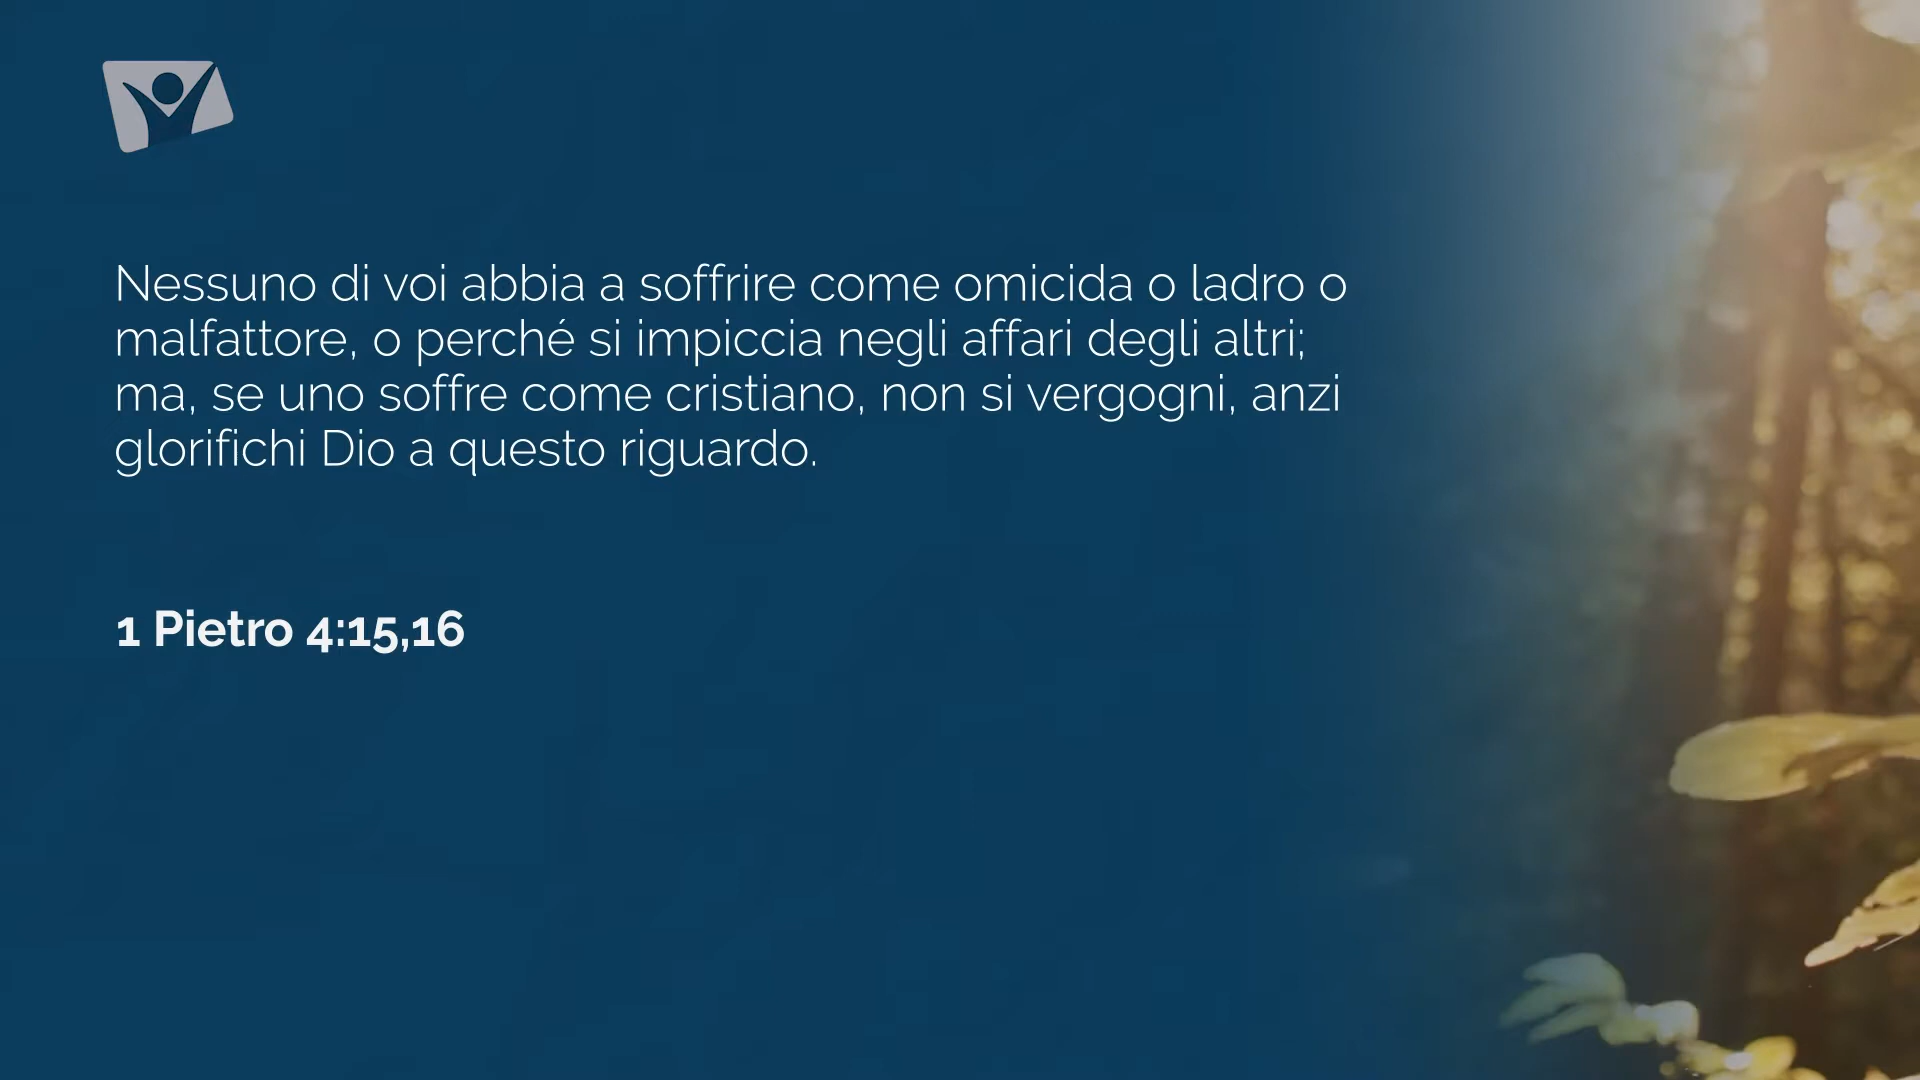 Nessuno di voi abbia a soffrire come omicida o ladro o
malfattore, o perché si impiccia negli affari degli altri;
ma, se uno soffre come cristiano, non si vergogni, anzi
glorifichi Dio a questo riguardo.
1 Pietro 4:15,16